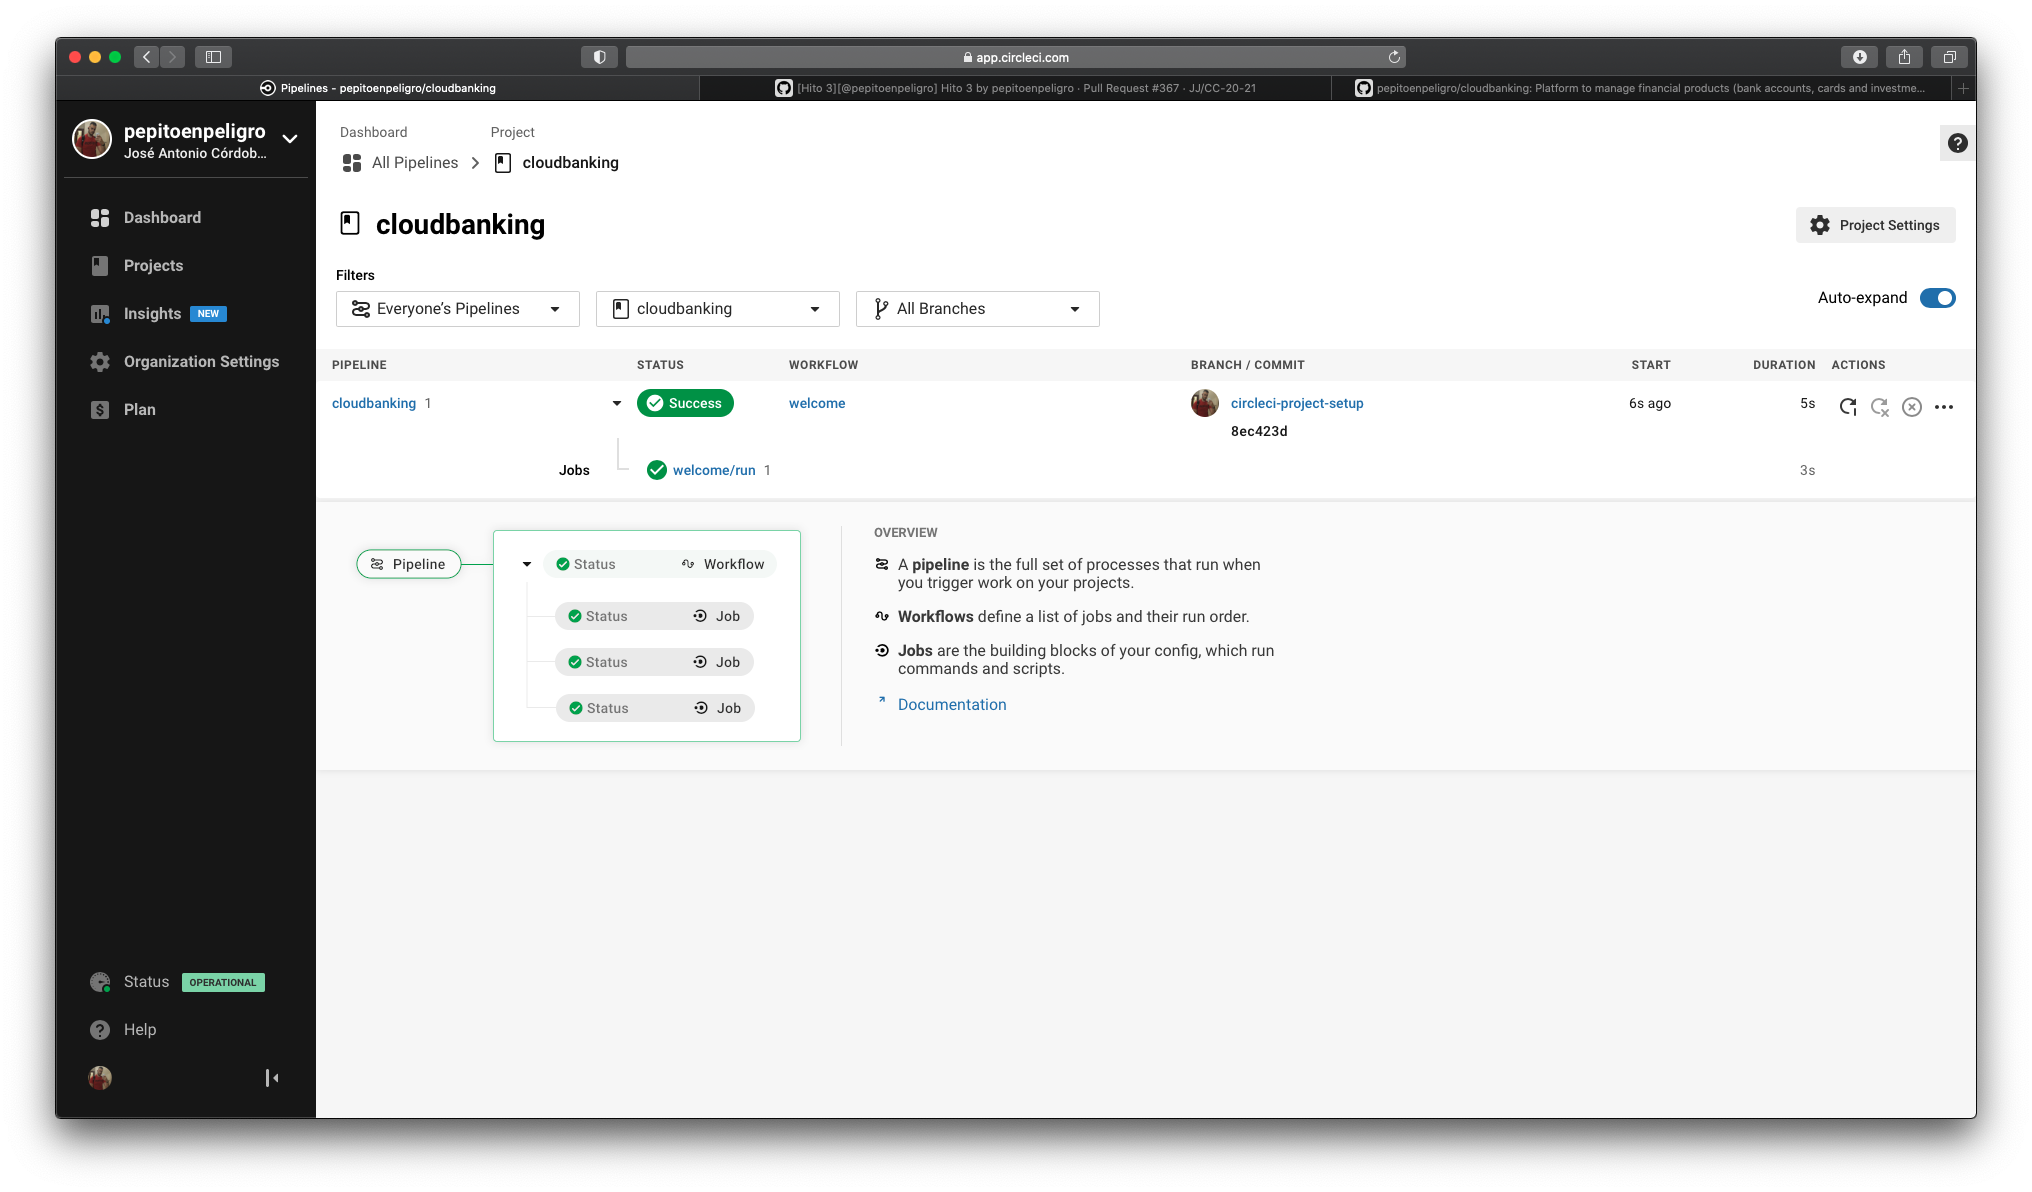 app.circleci.com
Pipelines - pepitoenpeligro/cloudbanking
[Hito 3][@pepitoenpeligro] Hito 3 by pepitoenpeligro · Pull Request #367 · JJ/CC-20-21
pepitoenpeligro/cloudbanking: Platform to manage financial products (bank accounts, cards and investme...
pepitoenpeligro
José Antonio Córdob...
Dashboard
Projects
Insights NEW
Organization Settings
Plan
Status OPERATIONAL
Help
Dashboard Project
All Pipelines cloudbanking
cloudbanking
Project Settings
Filters
Everyone's Pipelines cloudbanking All Branches
Auto-expand
PIPELINE STATUS WORKFLOW BRANCH / COMMIT START DURATION ACTIONS
cloudbanking 1 Success welcome circleci-project-setup 6s ago 5s
8ec423d
Jobs welcome/run 1 3s
Pipeline
Status Workflow
Status Job
Status Job
Status Job
OVERVIEW
A pipeline is the full set of processes that run when
you trigger work on your projects.
Workflows define a list of jobs and their run order.
Jobs are the building blocks of your config, which run
commands and scripts.
Documentation